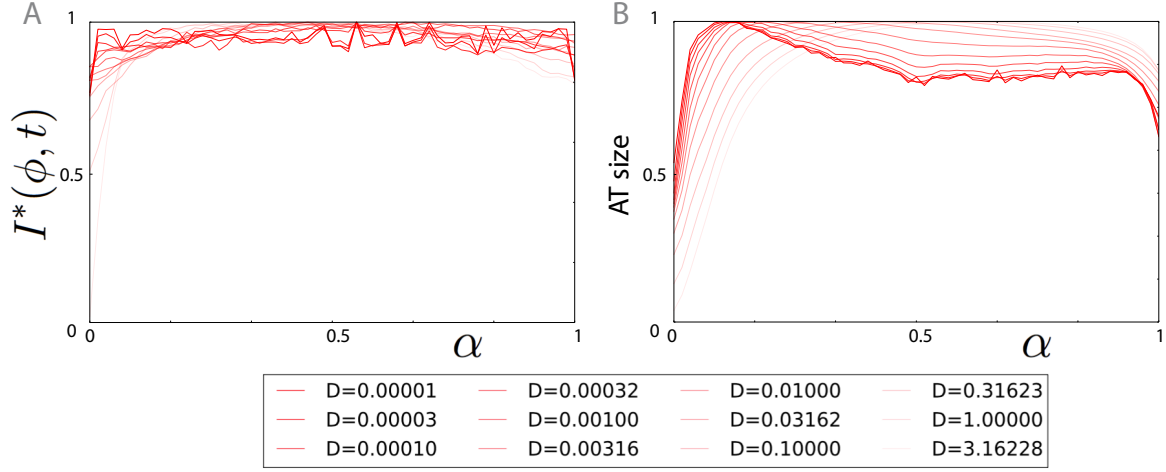 A
B
1
0.5
0
0
0.5
1
I*(ϕ, t)
α
1
0.5
0
0
0.5
1
AT size
α
D=0.00001 D=0.00032 D=0.01000 D=0.31623
D=0.00003 D=0.00100 D=0.03162 D=1.00000
D=0.00010 D=0.00316 D=0.10000 D=3.16228